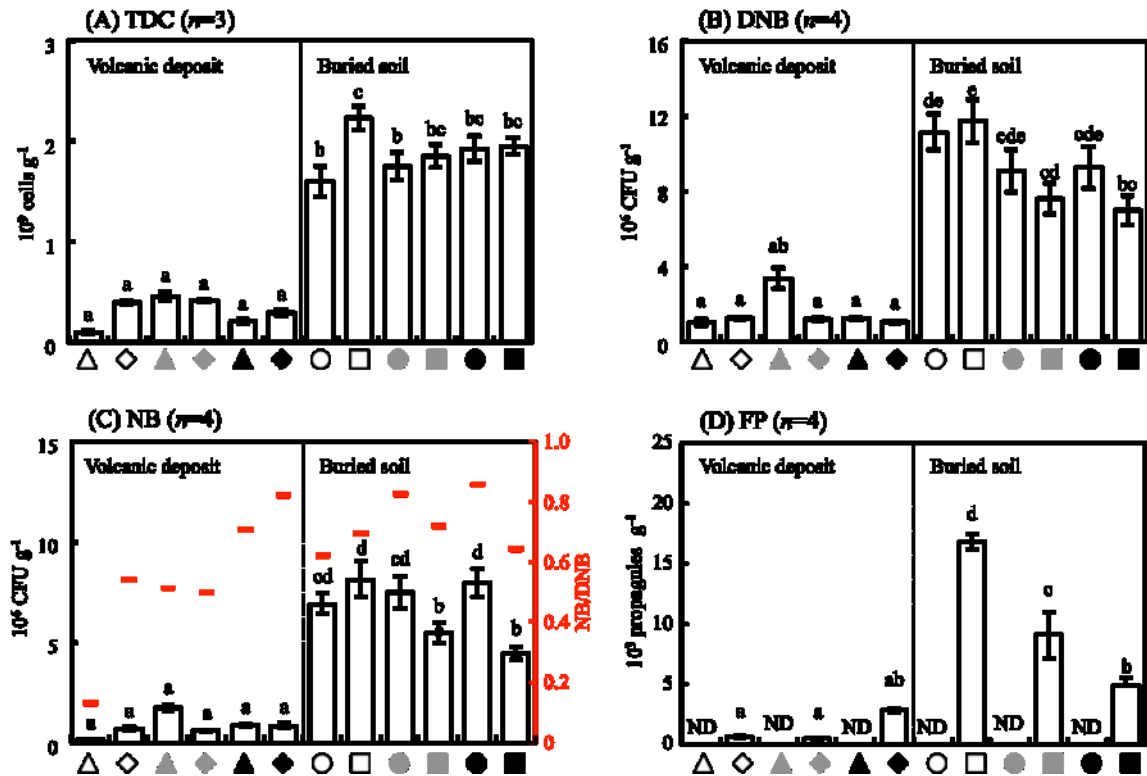 (A) TDC (n=3)
3
2
1
0
10⁹ cells g⁻¹
Volcanic deposit
Buried soil
a
a
a
a
a
a
b
c
b
bc
bc
bc
(B) DNB (n=4)
16
12
8
4
0
10⁶ CFU g⁻¹
Volcanic deposit
Buried soil
a
a
ab
a
a
a
de
e
cde
cd
cde
bc
(C) NB (n=4)
15
10
5
0
10⁶ CFU g⁻¹
Volcanic deposit
Buried soil
a
a
a
a
a
a
cd
d
cd
b
d
b
1.0
0.8
0.6
0.4
0.2
0
NB/DNB
(D) FP (n=4)
25
20
15
10
5
0
10³ propagules g⁻¹
Volcanic deposit
Buried soil
ND
a
ND
a
ND
ab
ND
d
ND
c
ND
b